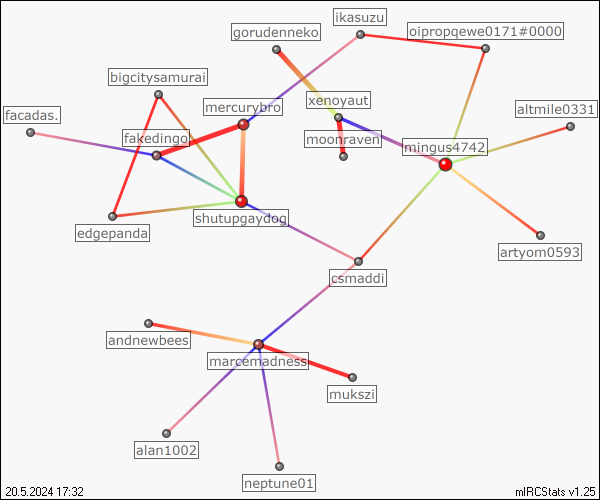 ikasuzu
gorudenneko
oipropqewe0171#0000
bigcitysamurai
xenoyaut
mercurybro
altmile0331
facadas.
fakedingo
moonraven
mingus4742
shutupgaydog
edgepanda
artyom0593
csmaddi
andnewbees
marcemadness
mukszi
alan1002
neptune01
20.5.2024 17:32
mIRCStats v1.25